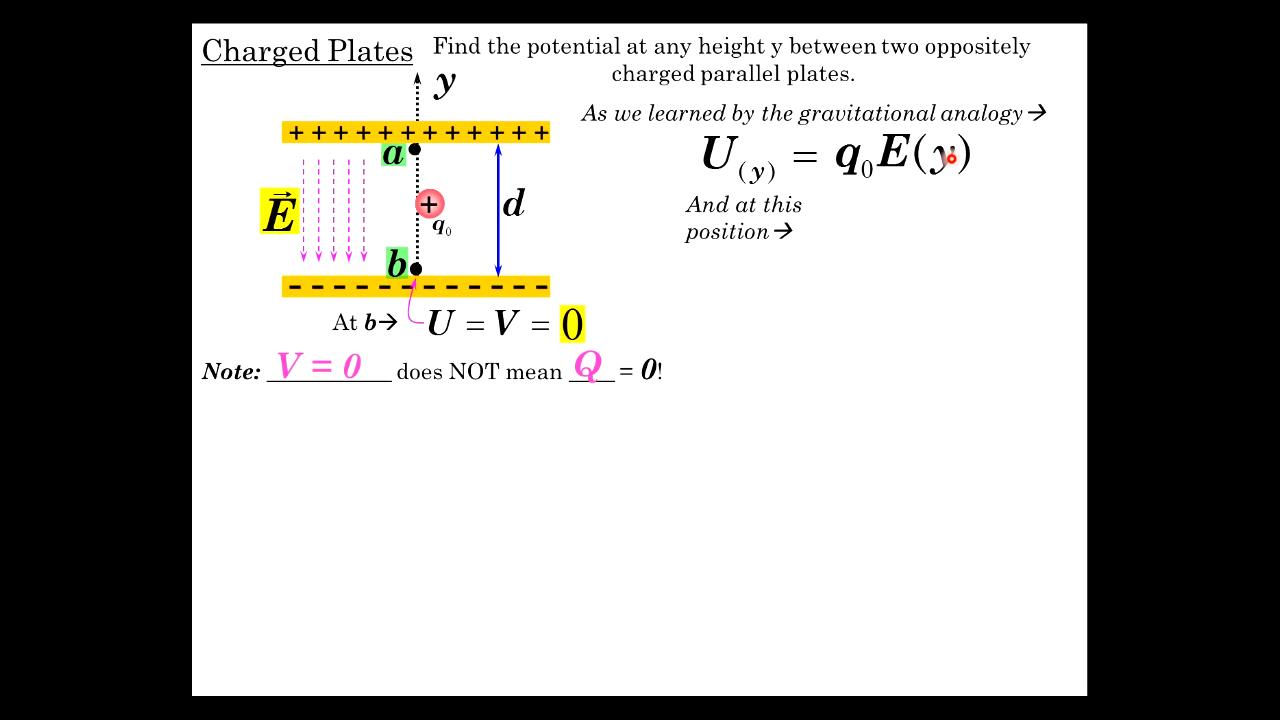 Charged Plates
Find the potential at any height y between two oppositely
charged parallel plates.
y
As we learned by the gravitational analogy→
+ + + + + + + + + + + +
a
U(y) = q0E(y)
E⃗
+
q0
d
And at this
position→
b
− − − − − − − − − − − −
At b→ U = V = 0
Note: V = 0 does NOT mean Q = 0!